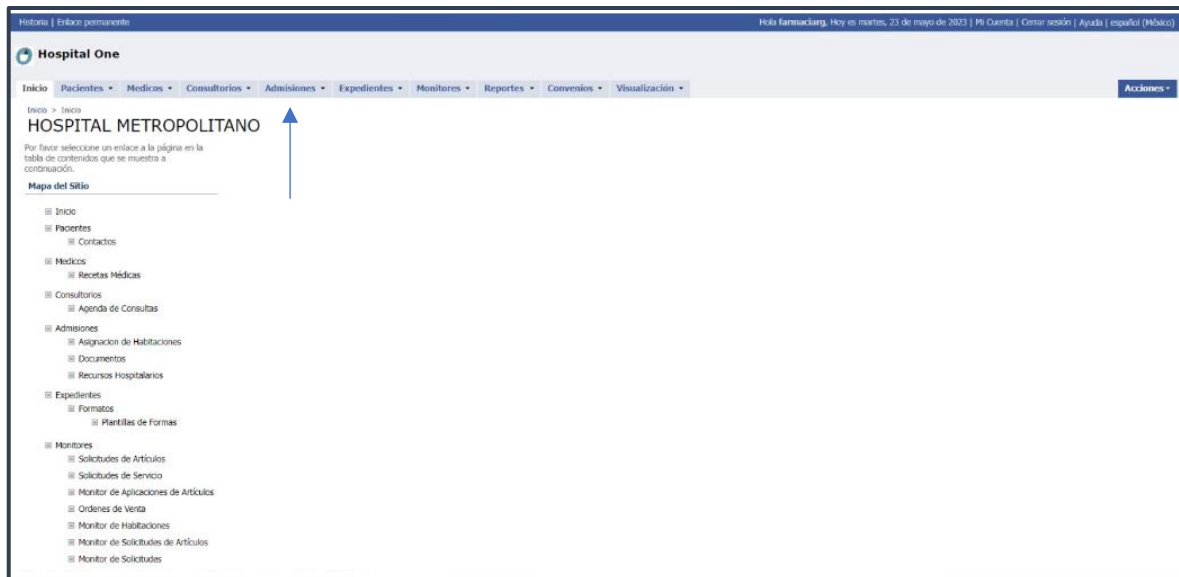 Historia | Enlace permanente
Hola farmaciarg, Hoy es martes, 23 de mayo de 2023 | Mi Cuenta | Cerrar sesión | Ayuda | español (México)
Hospital One
Inicio Pacientes Medicos Consultorios Admisiones Expedientes Monitores Reportes Convenios Visualización Acciones
Inicio > Inicio
HOSPITAL METROPOLITANO
Por favor seleccione un enlace a la página en la
tabla de contenidos que se muestra a
continuación.
Mapa del Sitio
Inicio
Pacientes
Contactos
Medicos
Recetas Médicas
Consultorios
Agenda de Consultas
Admisiones
Asignacion de Habitaciones
Documentos
Recursos Hospitalarios
Expedientes
Formatos
Plantillas de Formas
Monitores
Solicitudes de Artículos
Solicitudes de Servicio
Monitor de Aplicaciones de Artículos
Ordenes de Venta
Monitor de Habitaciones
Monitor de Solicitudes de Artículos
Monitor de Solicitudes